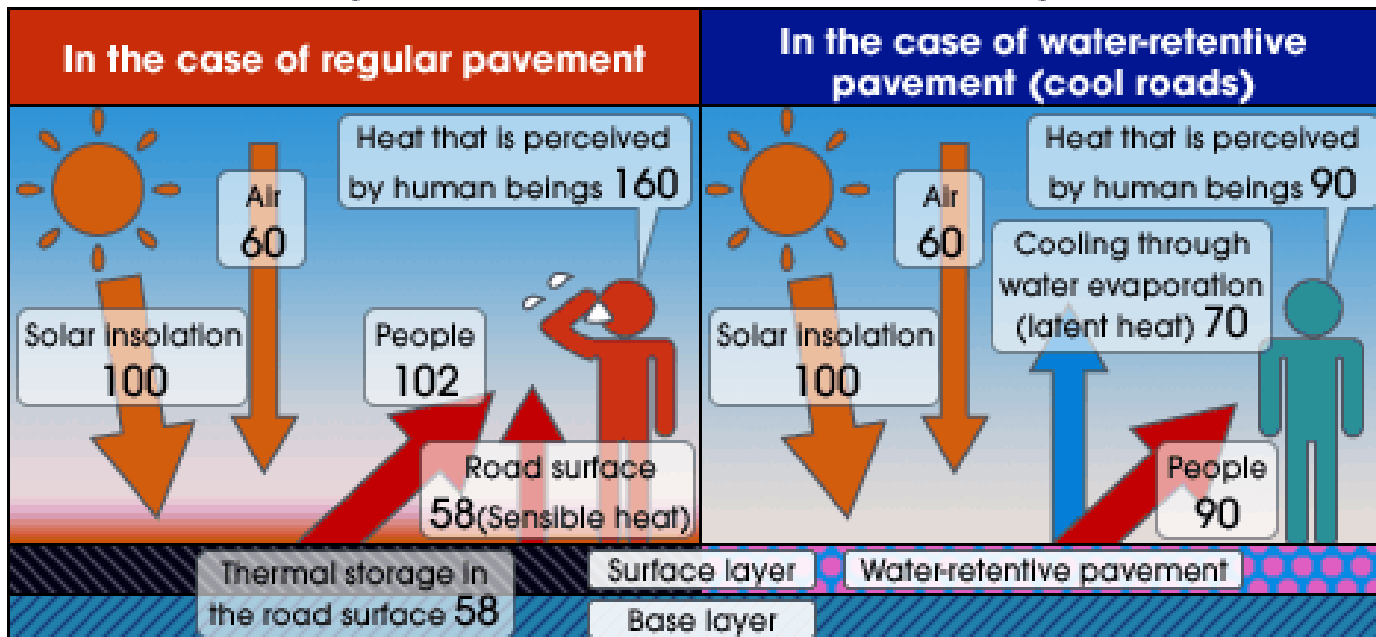 In the case of regular pavement
In the case of water-retentive
pavement (cool roads)
Heat that is perceived
by human beings 160
Air
60
Solar insolation
100
People
102
Road surface
58(Sensible heat)
Thermal storage in
the road surface 58
Heat that is perceived
by human beings 90
Air
60
Cooling through
water evaporation
(latent heat) 70
Solar insolation
100
People
90
Surface layer
Water-retentive pavement
Base layer